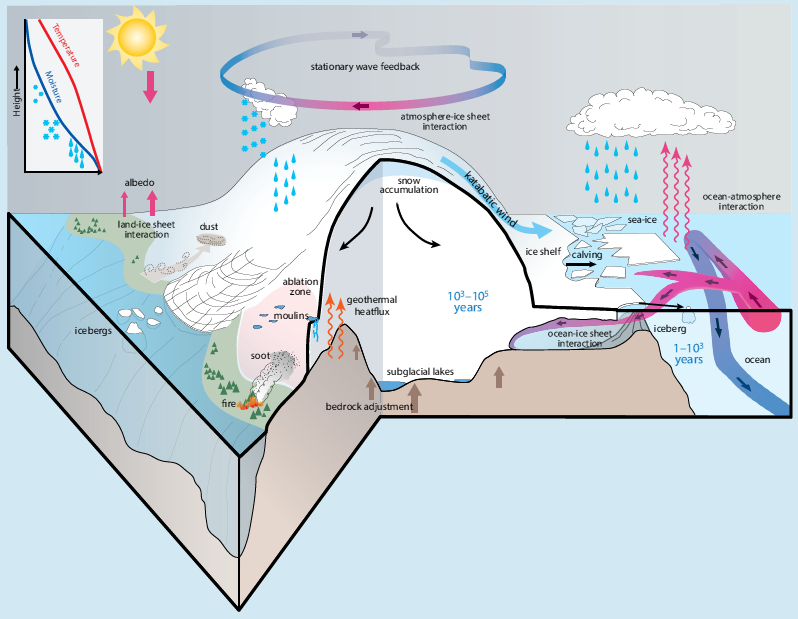 Temperature
Moisture
Height
stationary wave feedback
atmosphere-ice sheet
interaction
albedo
land-ice sheet
interaction
dust
snow
accumulation
katabatic wind
ocean-atmosphere
interaction
sea-ice
ice shelf
calving
ablation
zone
geothermal
heatflux
moulins
10³–10⁵
years
icebergs
iceberg
ocean-ice sheet
interaction
1–10³
years
ocean
soot
subglacial lakes
fire
bedrock adjustment